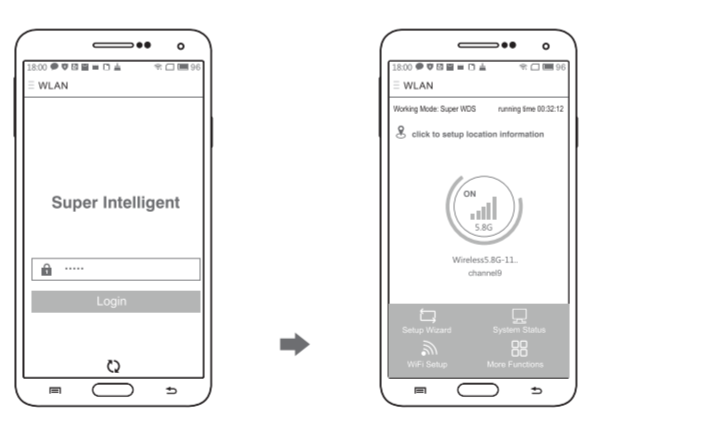 18:00 96
WLAN
Super Intelligent
·····
Login
18:00 96
WLAN
Working Mode: Super WDS running time 00:32:12
click to setup location information
ON
5.8G
Wireless5.8G-11..
channel9
Setup Wizard System Status
WiFi Setup More Functions